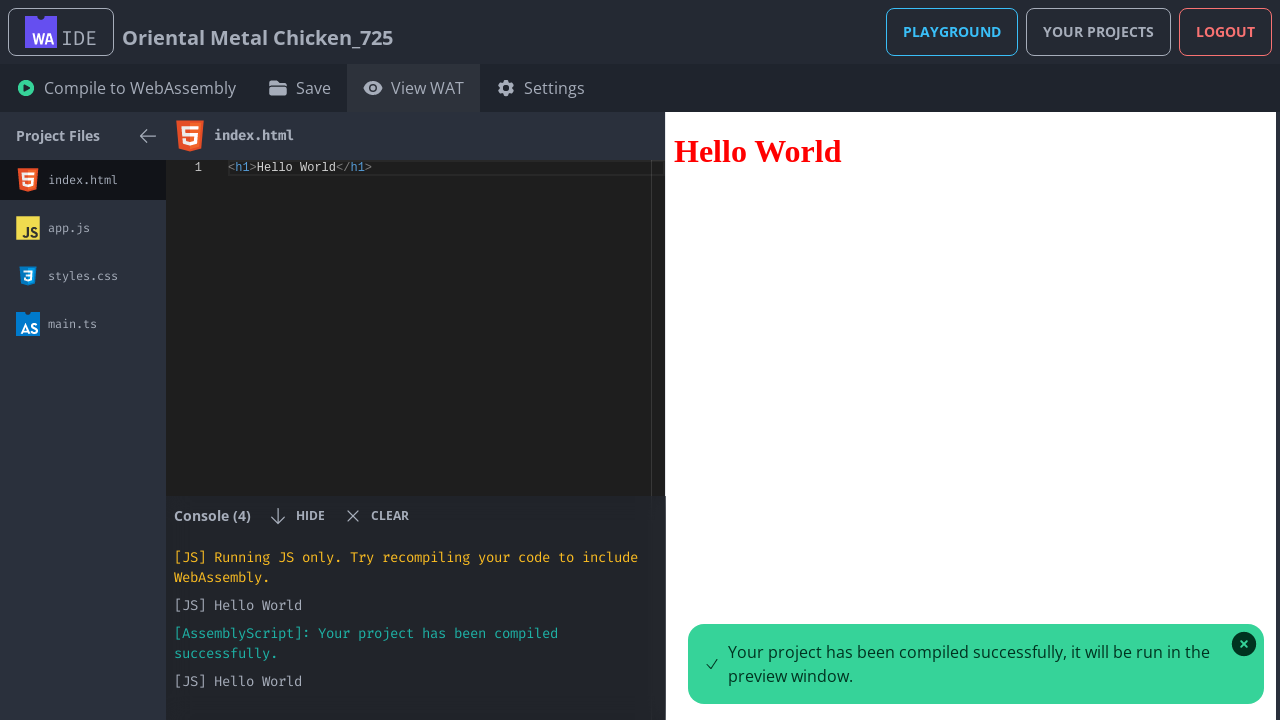 WA IDE
Oriental Metal Chicken_725
PLAYGROUND
YOUR PROJECTS
LOGOUT
Compile to WebAssembly
Save
View WAT
Settings
Project Files
index.html
index.html
JS app.js
styles.css
AS main.ts
1 <h1>Hello World</h1>
Hello World
Console (4)
HIDE
CLEAR
[JS] Running JS only. Try recompiling your code to include
WebAssembly.
[JS] Hello World
[AssemblyScript]: Your project has been compiled
successfully.
[JS] Hello World
Your project has been compiled successfully, it will be run in the
preview window.